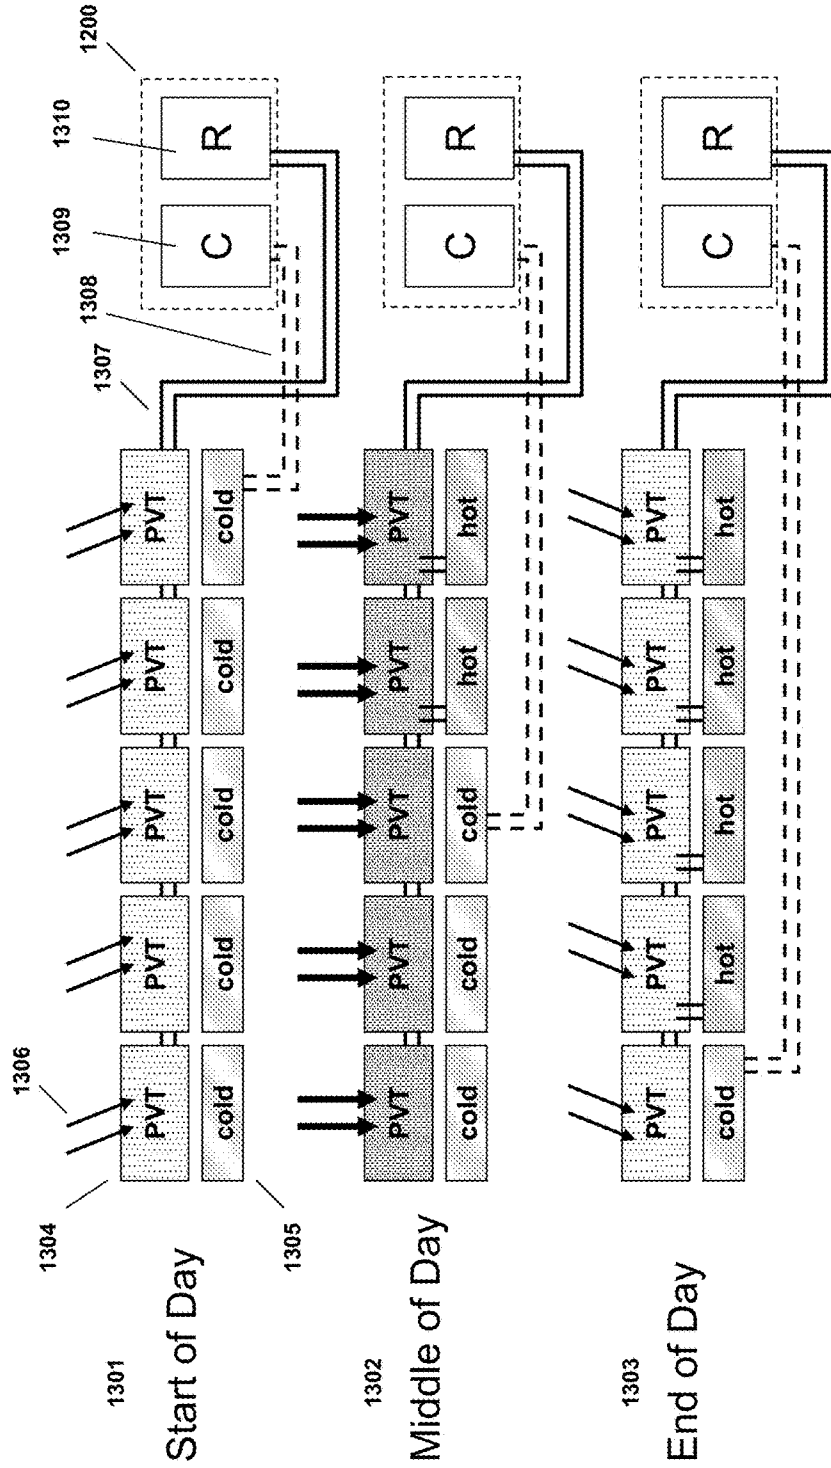 1301
Start of Day
1304
1306
1305
1307
1308
1309
1310
1200
PVT PVT PVT PVT PVT
cold cold cold cold cold
C R
1302
Middle of Day
PVT PVT PVT PVT PVT
cold cold cold hot hot
C R
1303
End of Day
PVT PVT PVT PVT PVT
cold hot hot hot hot
C R